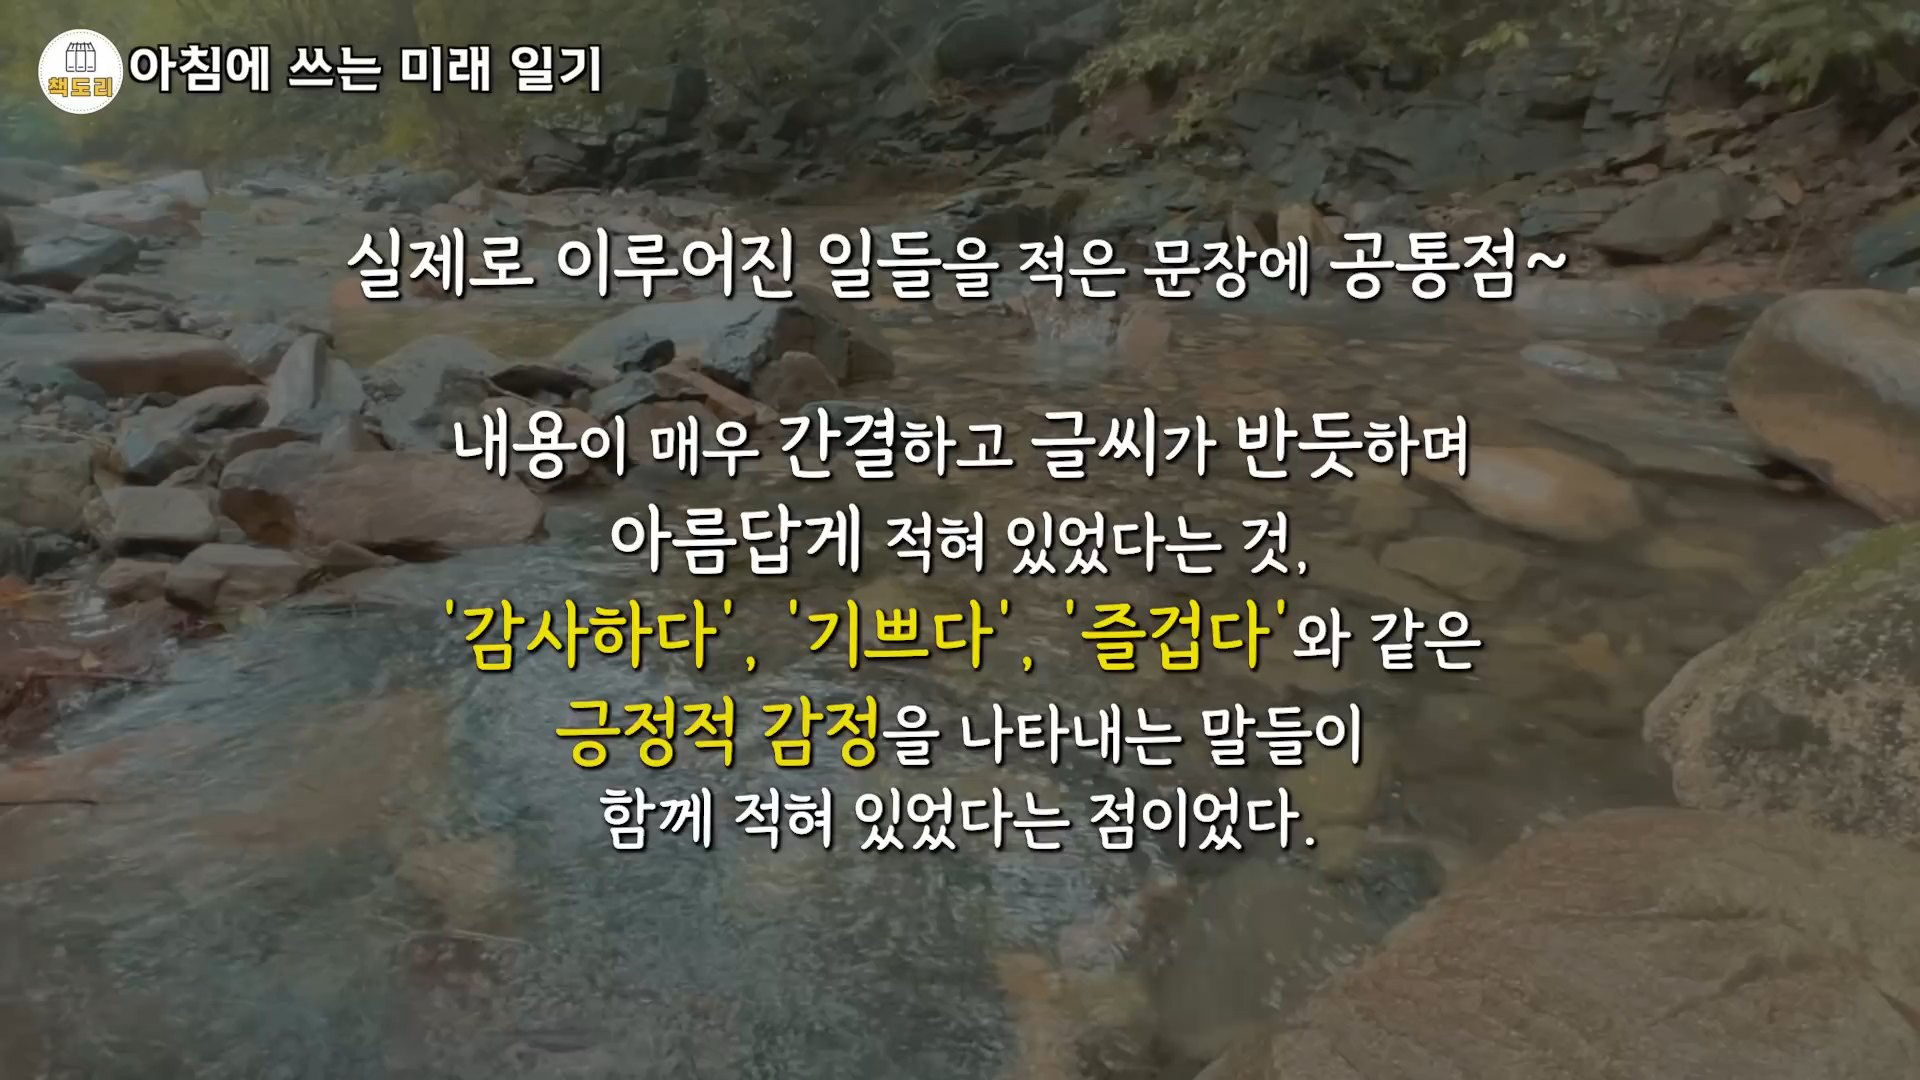 책도리
아침에 쓰는 미래 일기
실제로 이루어진 일들을 적은 문장에 공통점~
내용이 매우 간결하고 글씨가 반듯하며
아름답게 적혀 있었다는 것,
'감사하다', '기쁘다', '즐겁다'와 같은
긍정적 감정을 나타내는 말들이
함께 적혀 있었다는 점이었다.